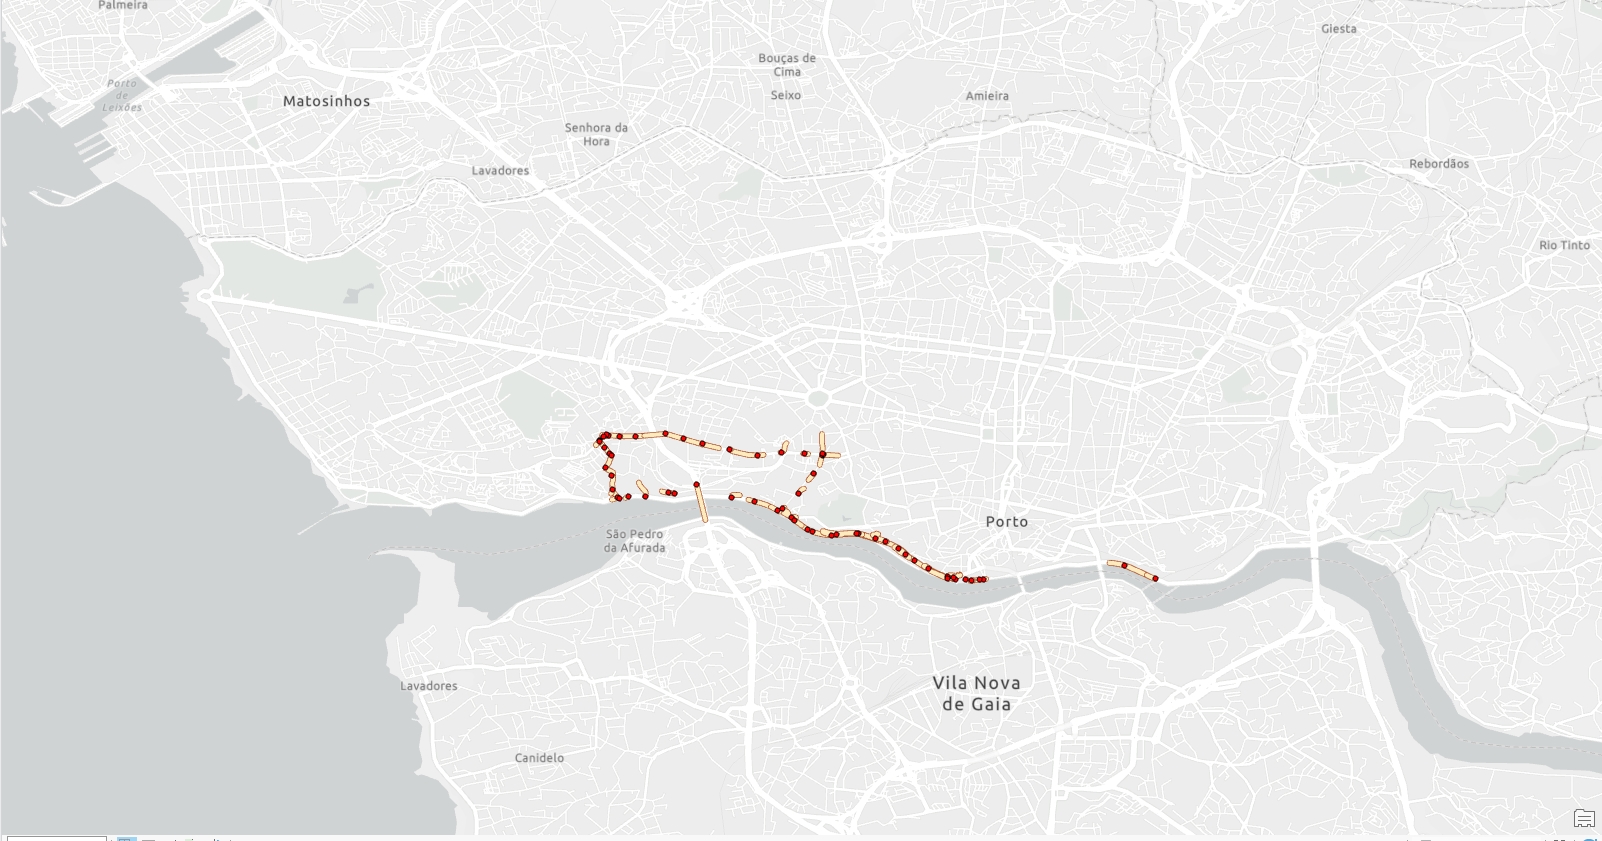 Palmeira
Giesta
Bouças de
Cima
Seixo
Amieira
Porto
de
Leixões
Matosinhos
Senhora da
Hora
Lavadores
Rebordãos
Rio Tinto
Porto
São Pedro
da Afurada
Vila Nova
de Gaia
Lavadores
Canidelo